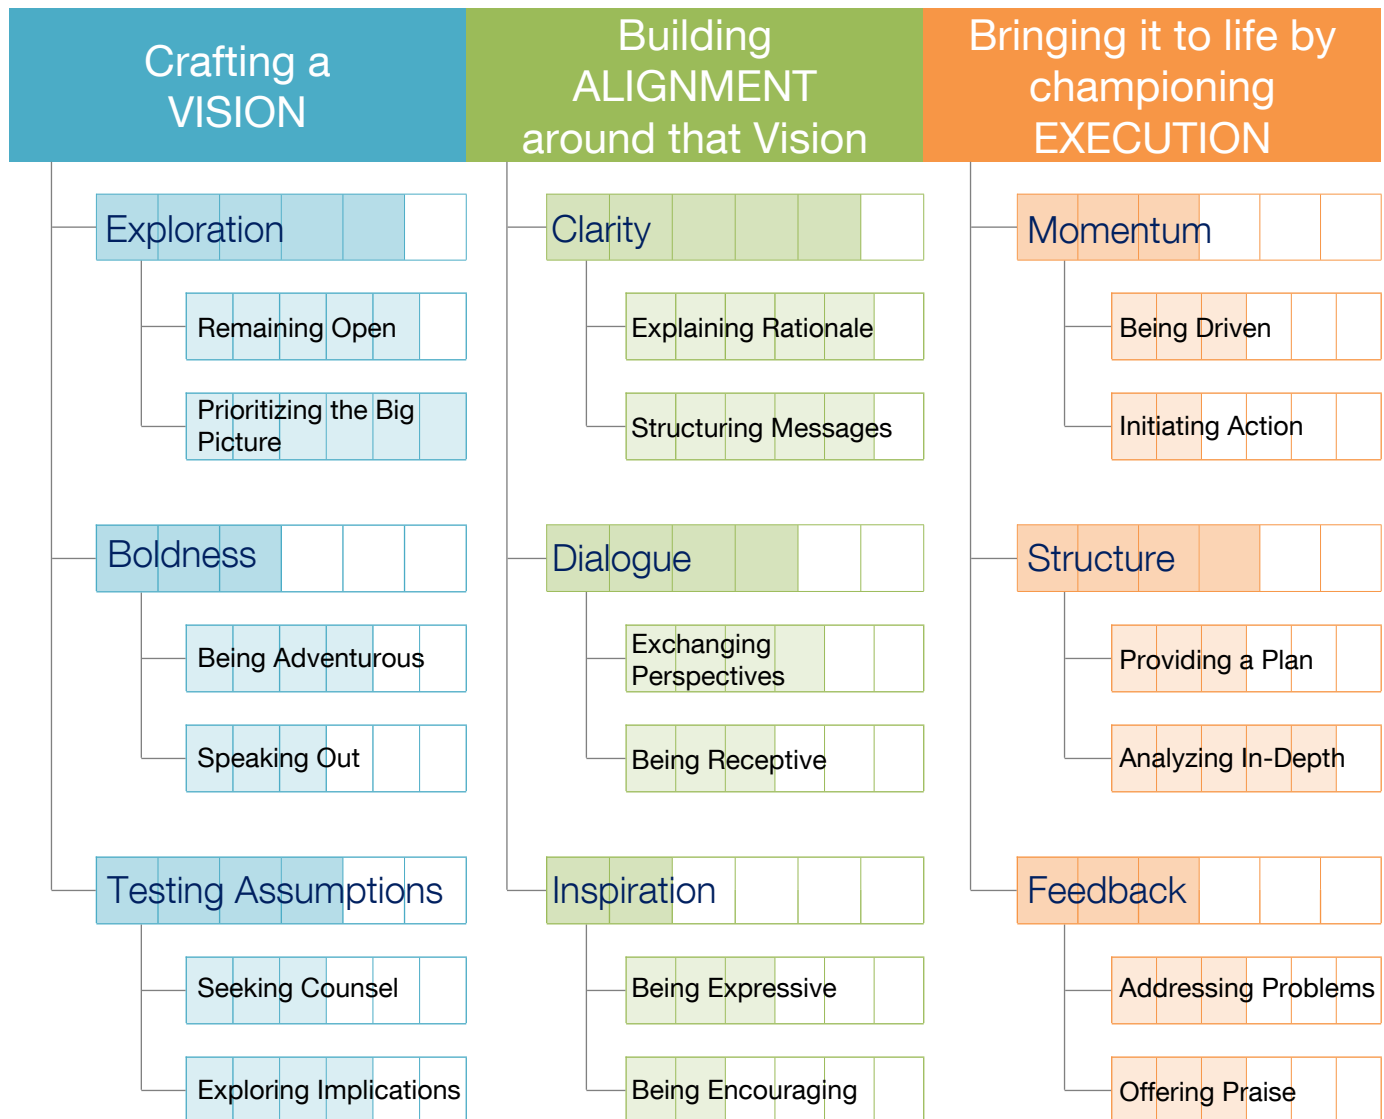 Crafting a
VISION
Exploration
Remaining Open
Prioritizing the Big
Picture
Boldness
Being Adventurous
Speaking Out
Testing Assumptions
Seeking Counsel
Exploring Implications
Building
ALIGNMENT
around that Vision
Clarity
Explaining Rationale
Structuring Messages
Dialogue
Exchanging
Perspectives
Being Receptive
Inspiration
Being Expressive
Being Encouraging
Bringing it to life by
championing
EXECUTION
Momentum
Being Driven
Initiating Action
Structure
Providing a Plan
Analyzing In-Depth
Feedback
Addressing Problems
Offering Praise